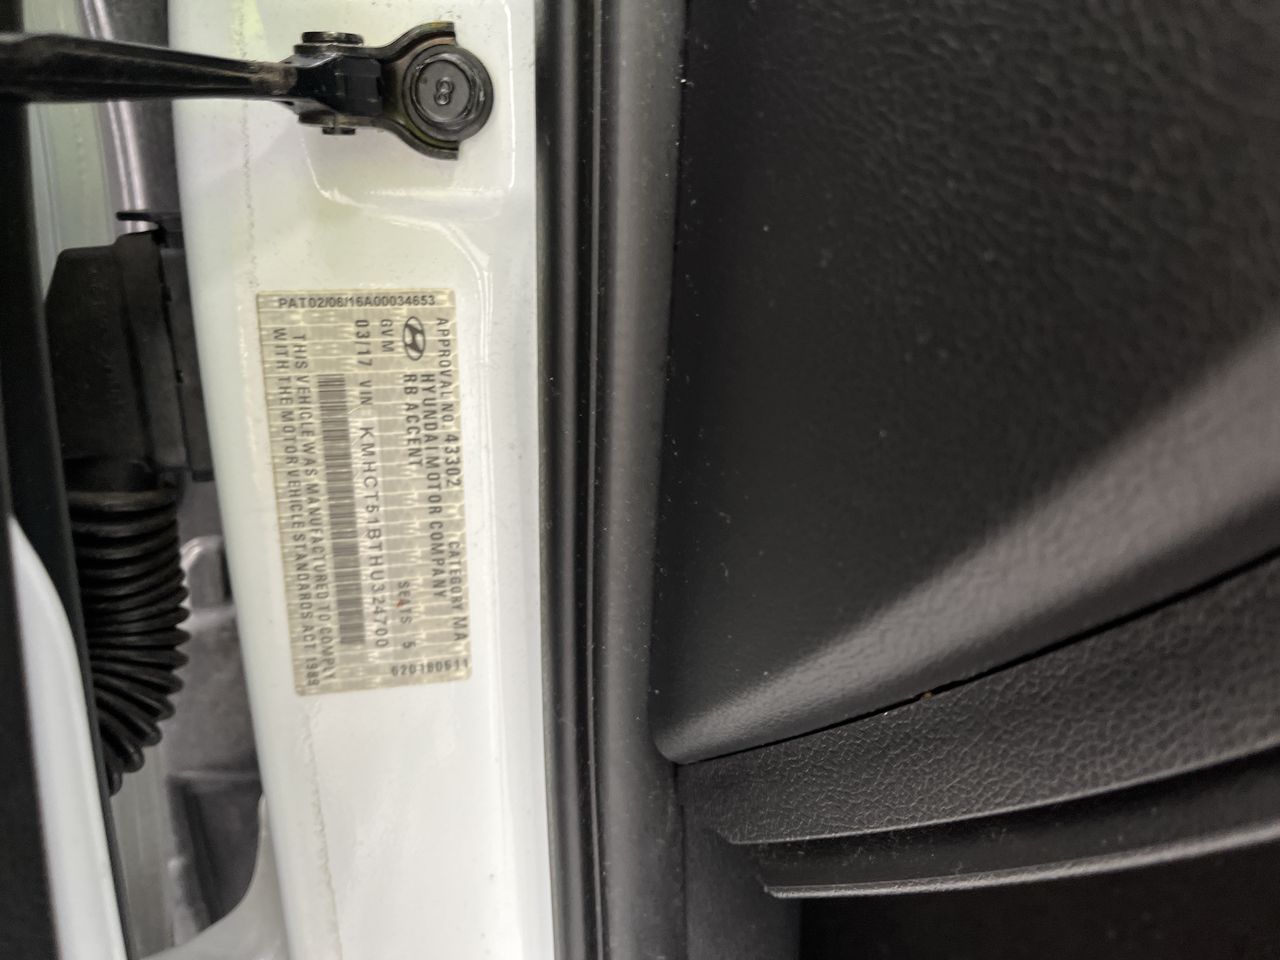 8
PAT02/06/16A00034653
APPROVAL NO. 43302 CATEGORY MA
HYUNDAI MOTOR COMPANY
RB ACCENT SEATS 5
GVM
03/17 VIN KMHCT51BTHU324700
THIS VEHICLE WAS MANUFACTURED TO COMPLY
WITH THE MOTOR VEHICLE STANDARDS ACT 1989